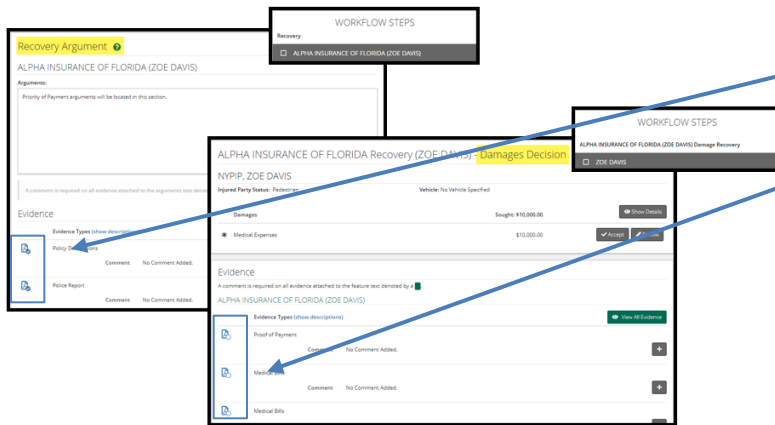 WORKFLOW STEPS
Recovery
ALPHA INSURANCE OF FLORIDA (ZOE DAVIS)
Recovery Argument
ALPHA INSURANCE OF FLORIDA (ZOE DAVIS)
Arguments:
Priority of Payment arguments will be located in this section.
A comment is required on all evidence attached to the arguments text denoted
Evidence
Evidence Types (show descriptions)
Policy
Comment No Comment Added.
Police Report
Comment No Comment Added.
WORKFLOW STEPS
ALPHA INSURANCE OF FLORIDA (ZOE DAVIS) Damage Recovery
ZOE DAVIS
ALPHA INSURANCE OF FLORIDA Recovery (ZOE DAVIS) - Damages Decision
NYPIP, ZOE DAVIS
Injured Party Status: Pedestrian Vehicle: No Vehicle Specified
Damages Sought: $10,000.00 Show Details
Medical Expenses $10,000.00 Accept
Evidence
A comment is required on all evidence attached to the feature text denoted by a
ALPHA INSURANCE OF FLORIDA (ZOE DAVIS)
Evidence Types (show descriptions) View All Evidence
Proof of Payment
Comment No Comment Added.
Medical
Comment No Comment Added.
Medical Bills